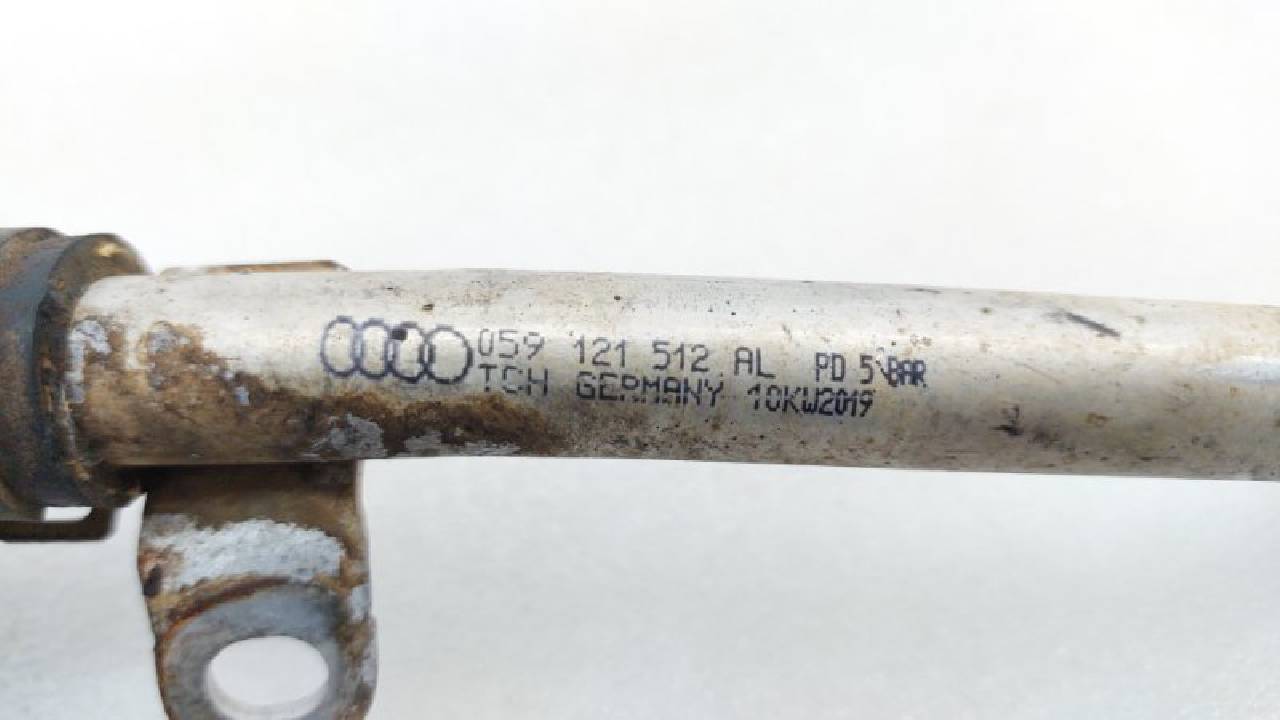 059 121 512 AL PD 5 BAR
TCH GERMANY 10KW2019